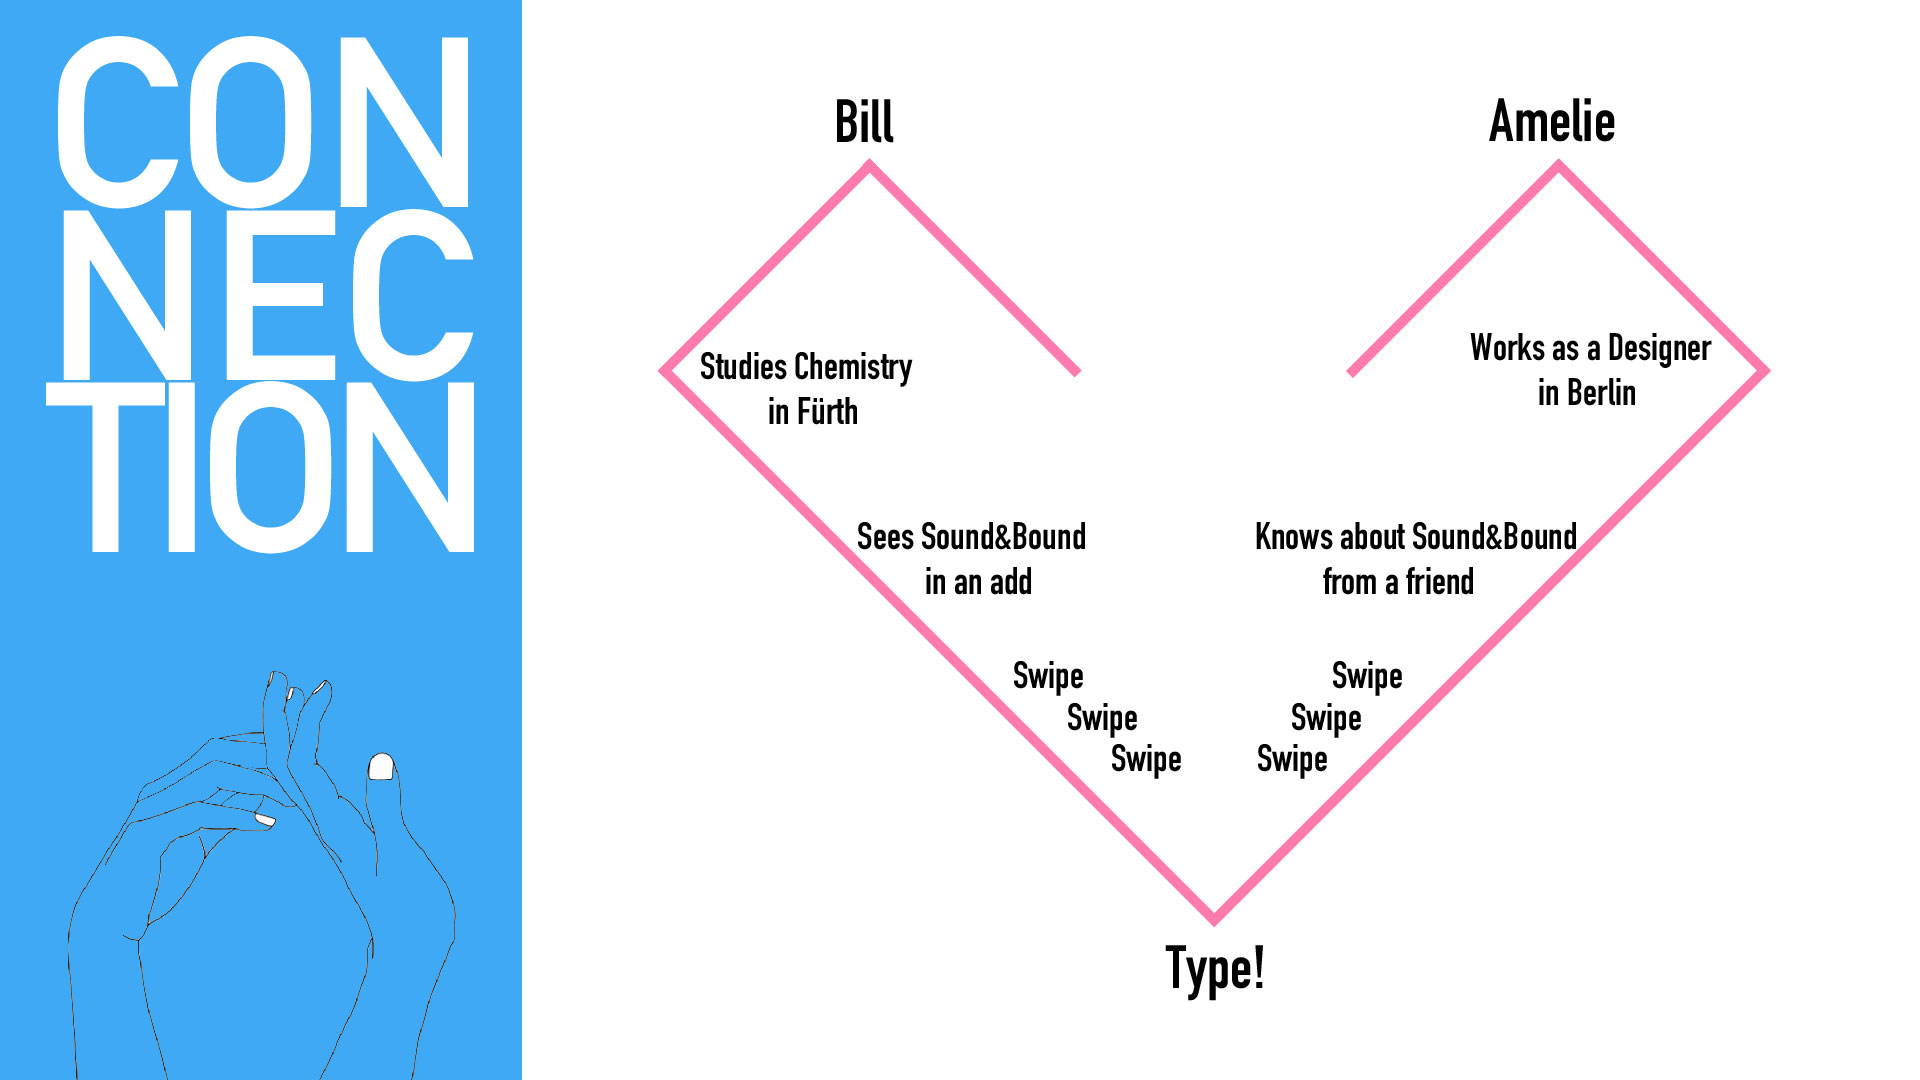 CON
NEC
TION
Bill
Studies Chemistry
in Fürth
Sees Sound&Bound
in an add
Swipe
Swipe
Swipe
Amelie
Works as a Designer
in Berlin
Knows about Sound&Bound
from a friend
Swipe
Swipe
Swipe
Type!